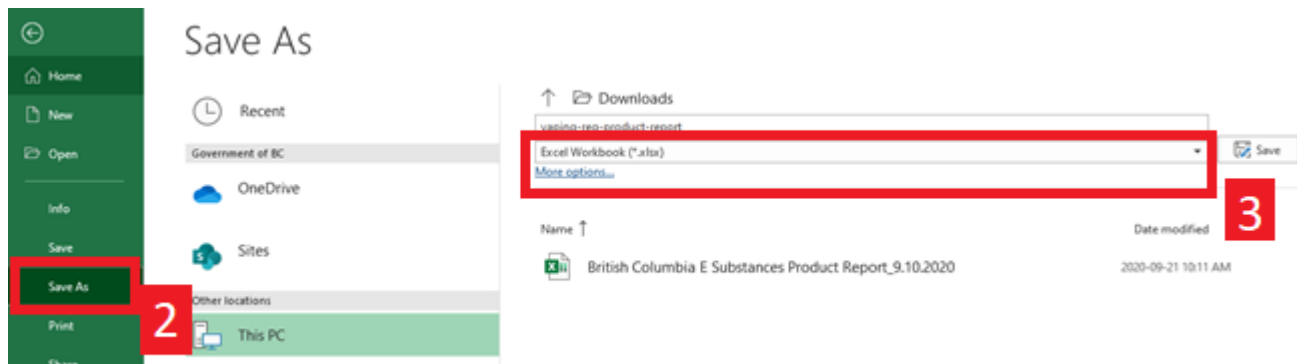 Save As
Home
New
Open
Info
Save
Save As
Print
Share
2
Recent
Government of BC
OneDrive
Sites
Other locations
This PC
Downloads
vaping-reg-product-report
Excel Workbook (*.xlsx)
More options...
Save
3
Name
Date modified
British Columbia E Substances Product Report_9.10.2020
2020-09-21 10:11 AM